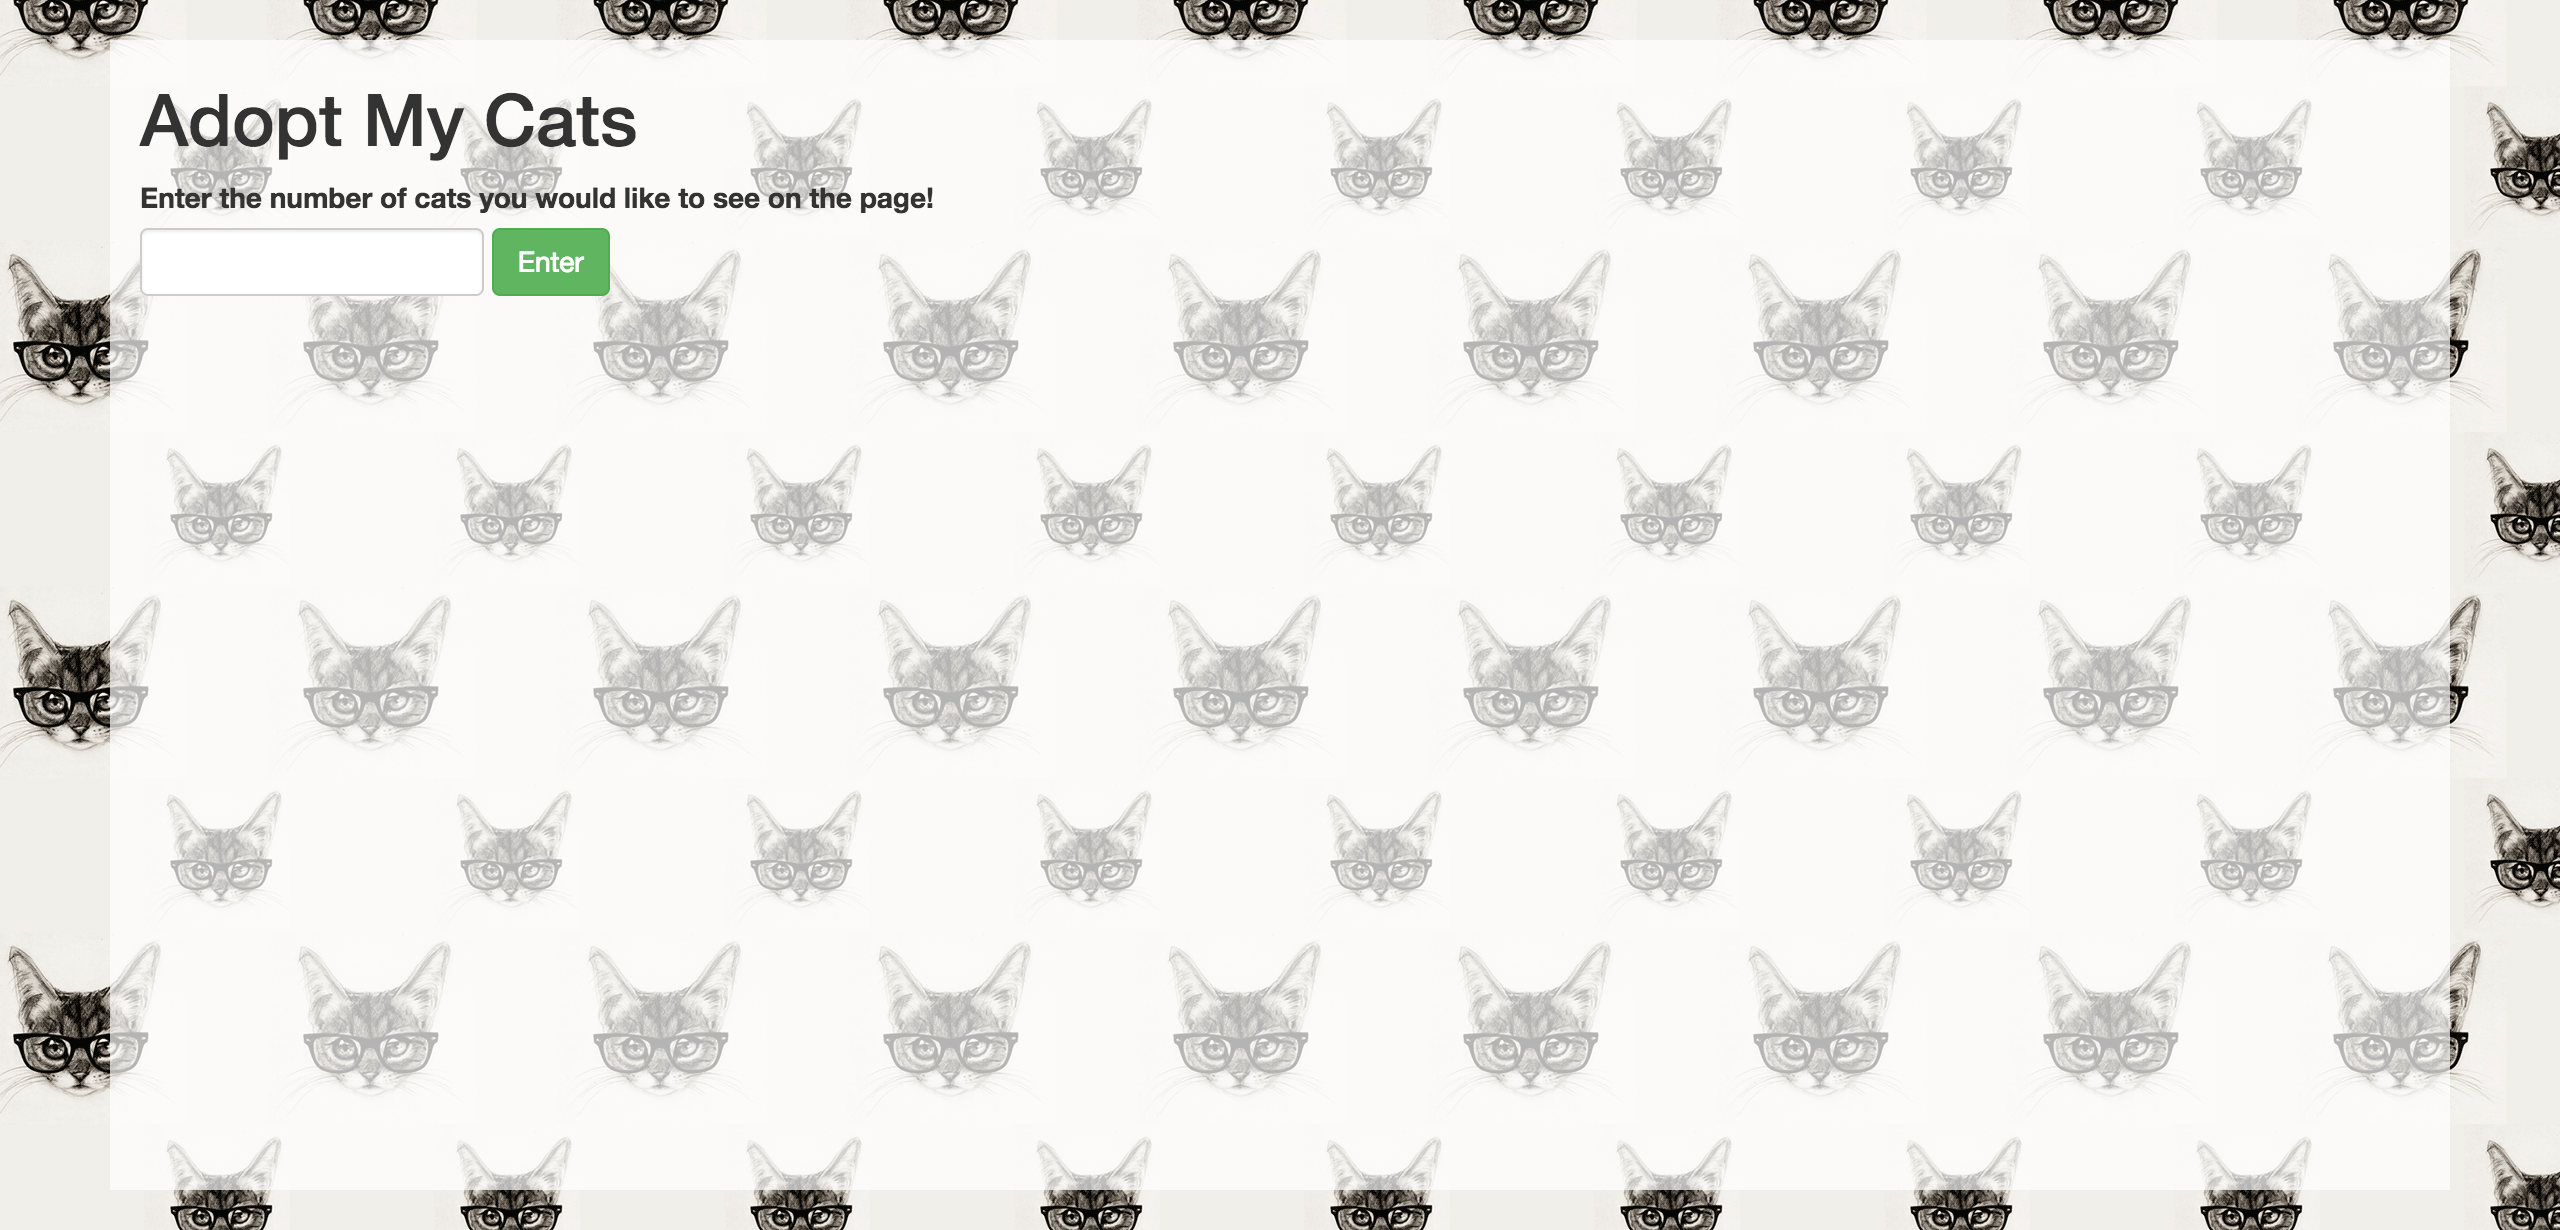 Adopt My Cats
Enter the number of cats you would like to see on the page!
Enter